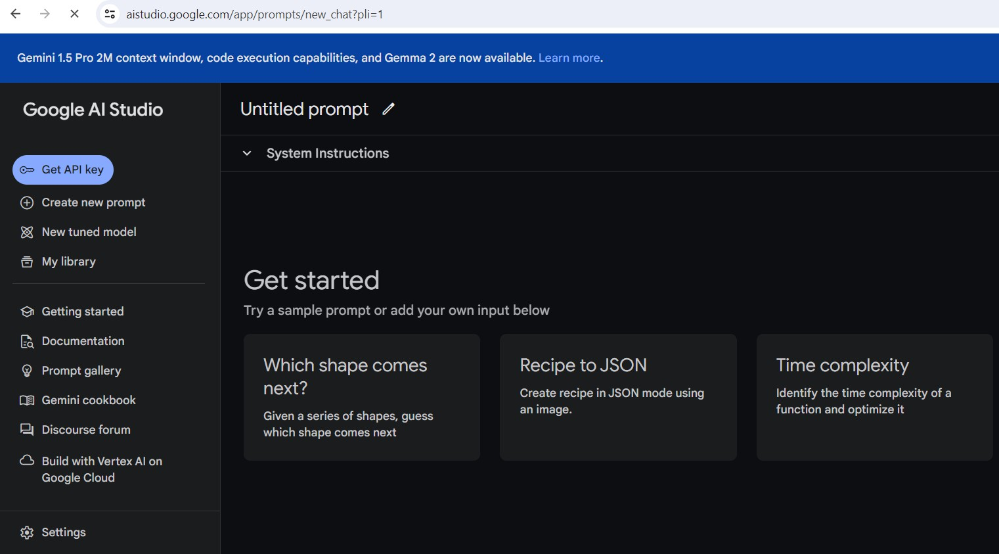 aistudio.google.com/app/prompts/new_chat?pli=1
Gemini 1.5 Pro 2M context window, code execution capabilities, and Gemma 2 are now available. Learn more.
Google AI Studio
Get API key
Create new prompt
New tuned model
My library
Getting started
Documentation
Prompt gallery
Gemini cookbook
Discourse forum
Build with Vertex AI on
Google Cloud
Settings
Untitled prompt
System Instructions
Get started
Try a sample prompt or add your own input below
Which shape comes
next?
Given a series of shapes, guess
which shape comes next
Recipe to JSON
Create recipe in JSON mode using
an image.
Time complexity
Identify the time complexity of a
function and optimize it